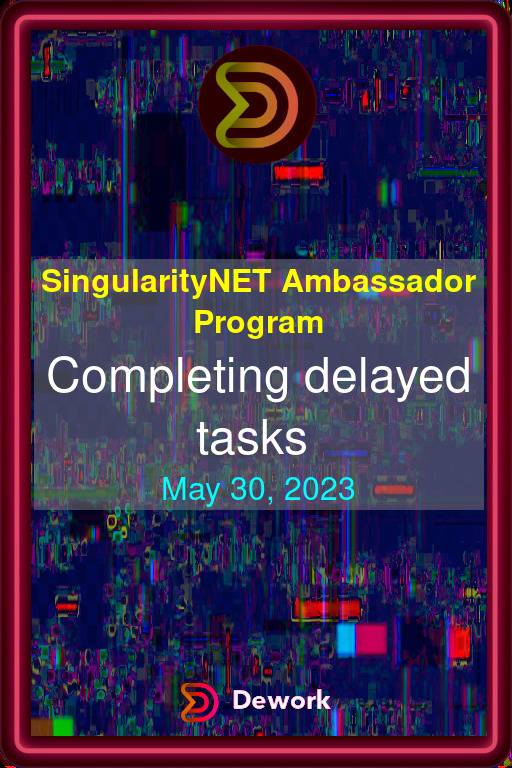 SingularityNET Ambassador
Program
Completing delayed
tasks
May 30, 2023
Dework